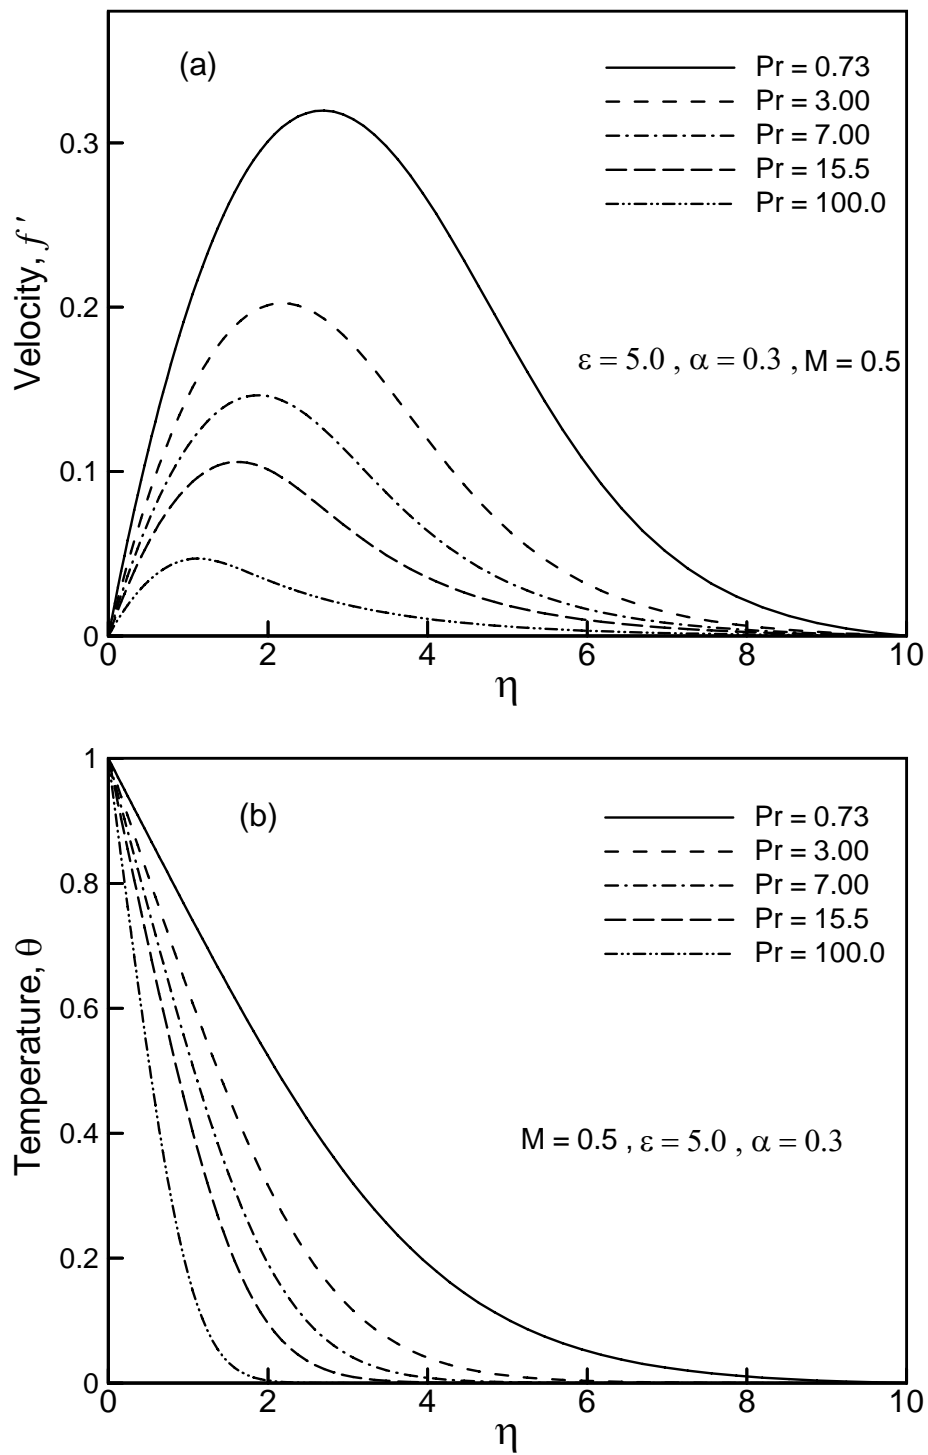 (a)
Pr = 0.73
Pr = 3.00
Pr = 7.00
Pr = 15.5
Pr = 100.0
0.3
0.2
0.1
0
Velocity, f ′
ε = 5.0 , α = 0.3 , M = 0.5
0 2 4 6 8 10
η
(b)
Pr = 0.73
Pr = 3.00
Pr = 7.00
Pr = 15.5
Pr = 100.0
1
0.8
0.6
0.4
0.2
0
Temperature, θ
M = 0.5 , ε = 5.0 , α = 0.3
0 2 4 6 8 10
η